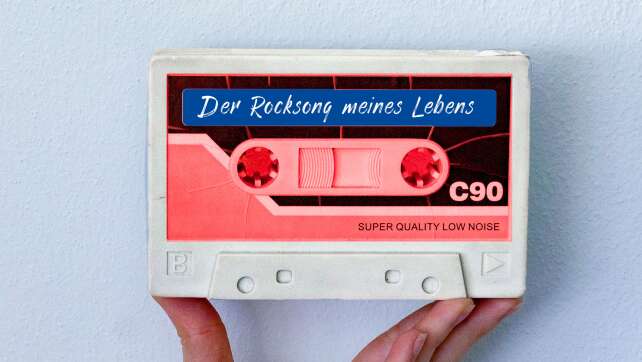 Der Rocksong meines Lebens
C90
SUPER QUALITY LOW NOISE
B